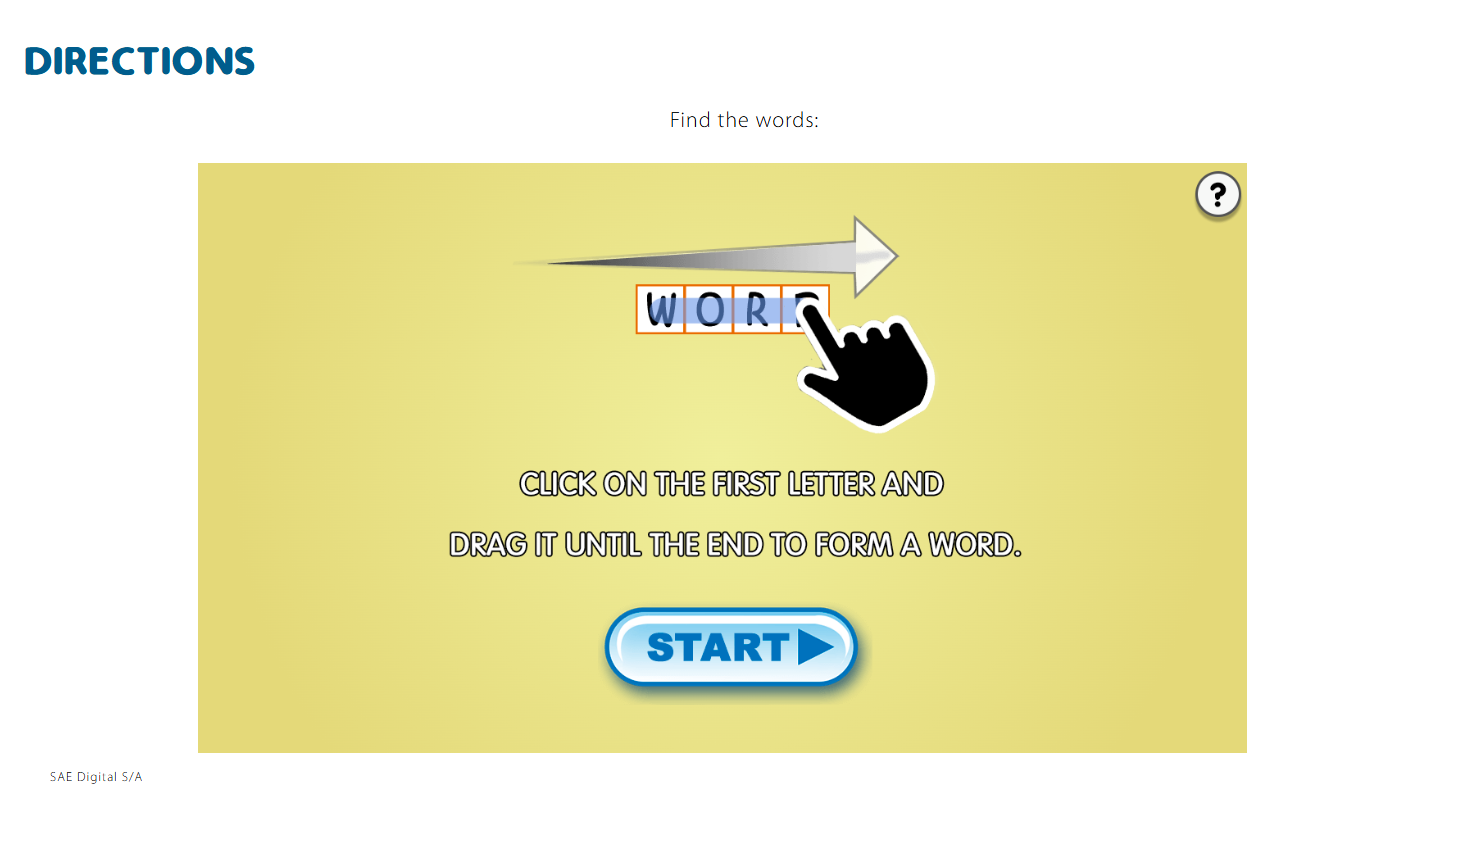 DIRECTIONS
Find the words:
?
WOR
CLICK ON THE FIRST LETTER AND
DRAG IT UNTIL THE END TO FORM A WORD.
START
SAE Digital S/A